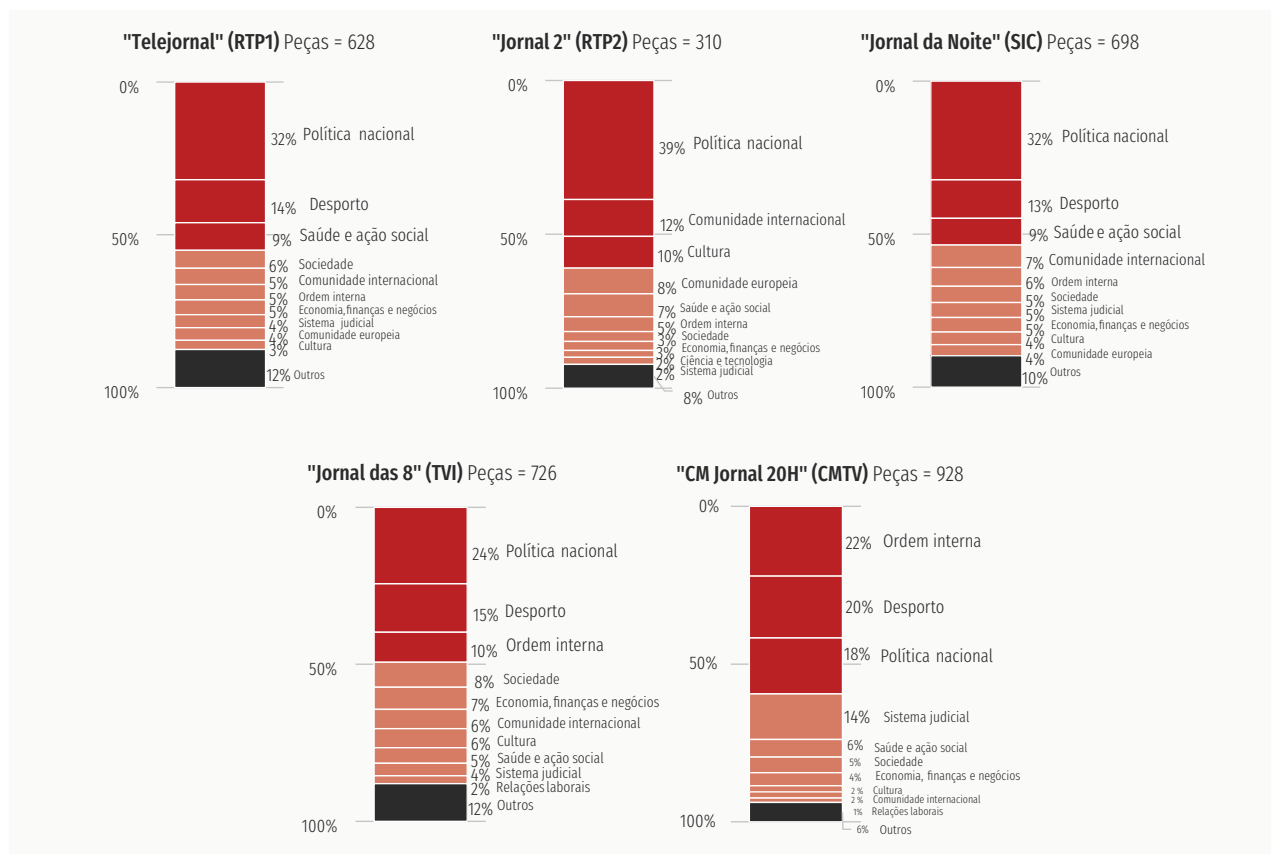 "Telejornal" (RTP1) Peças = 628
0%
32% Política nacional
14% Desporto
50%
9% Saúde e ação social
6% Sociedade
5% Comunidade internacional
5% Ordem interna
5% Economia, finanças e negócios
4% Sistema judicial
4% Comunidade europeia
3% Cultura
12% Outros
100%
"Jornal 2" (RTP2) Peças = 310
0%
39% Política nacional
12% Comunidade internacional
50%
10% Cultura
8% Comunidade europeia
7% Saúde e ação social
5% Ordem interna
3% Sociedade
3% Economia, finanças e negócios
2% Ciência e tecnologia
2% Sistema judicial
8% Outros
100%
"Jornal da Noite" (SIC) Peças = 698
0%
32% Política nacional
13% Desporto
50%
9% Saúde e ação social
7% Comunidade internacional
6% Ordem interna
5% Sociedade
5% Sistema judicial
5% Economia, finanças e negócios
4% Cultura
4% Comunidade europeia
10% Outros
100%
"Jornal das 8" (TVI) Peças = 726
0%
24% Política nacional
15% Desporto
10% Ordem interna
50%
8% Sociedade
7% Economia, finanças e negócios
6% Comunidade internacional
6% Cultura
5% Saúde e ação social
4% Sistema judicial
2% Relações laborais
12% Outros
100%
"CM Jornal 20H" (CMTV) Peças = 928
0%
22% Ordem interna
20% Desporto
18% Política nacional
50%
14% Sistema judicial
6% Saúde e ação social
5% Sociedade
4% Economia, finanças e negócios
2 % Cultura
2 % Comunidade internacional
1% Relações laborais
6% Outros
100%